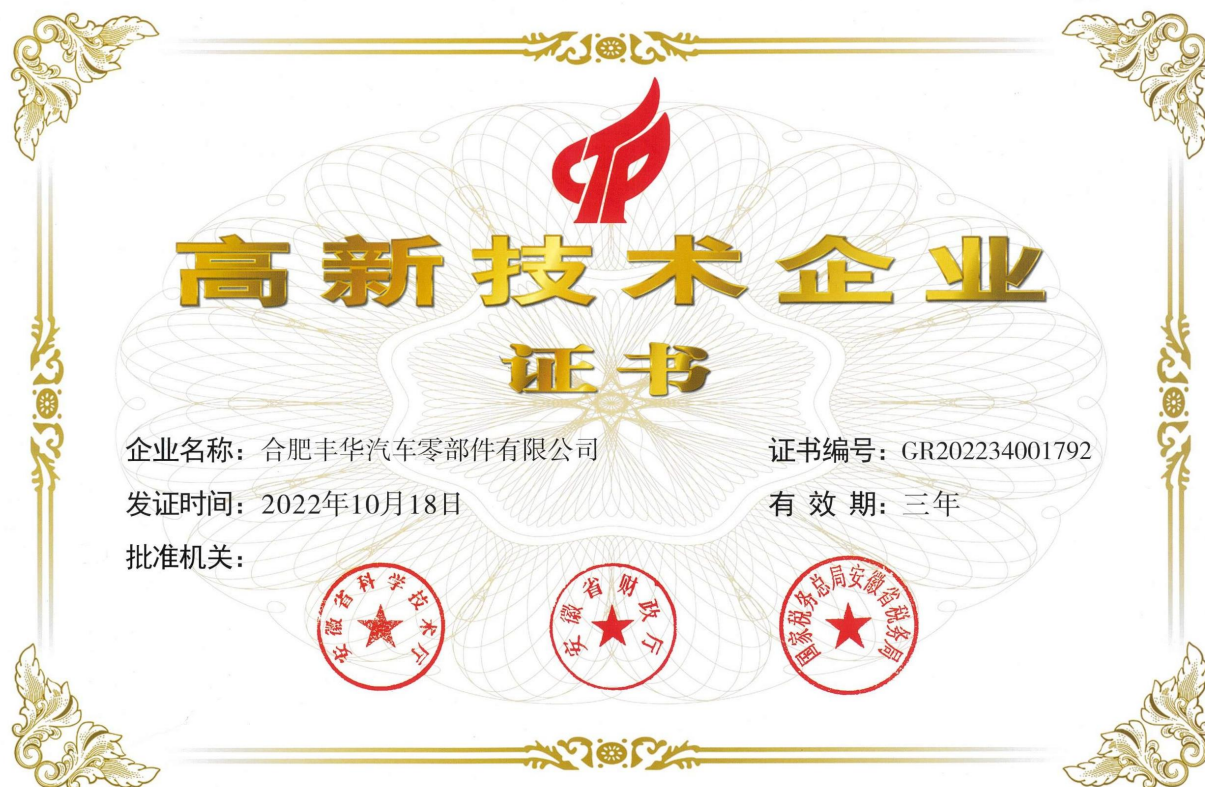 高新技术企业
证书
企业名称：合肥丰华汽车零部件有限公司
证书编号：GR202234001792
发证时间：2022年10月18日
有效期：三年
批准机关：
安徽省科学技术厅
安徽省财政厅
国家税务总局安徽省税务局